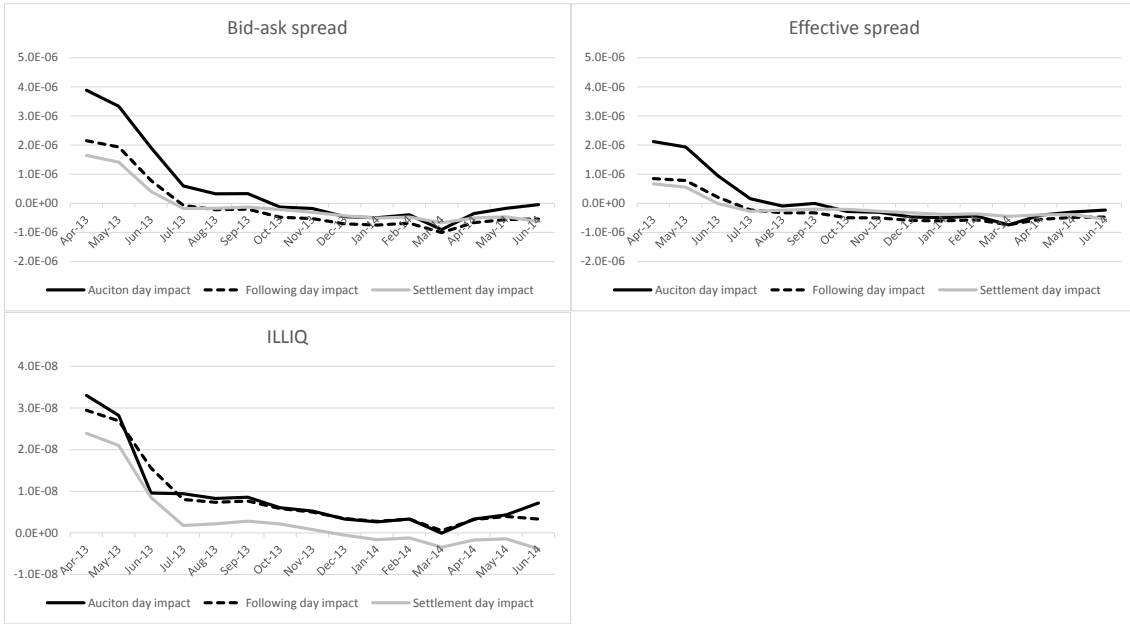 Bid-ask spread
5.0E-06
4.0E-06
3.0E-06
2.0E-06
1.0E-06
0.0E+00
-1.0E-06
-2.0E-06
Apr-13 May-13 Jun-13 Jul-13 Aug-13 Sep-13 Oct-13 Nov-13 Dec-13 Jan-14 Feb-14 Mar-14 Apr-14 May-14 Jun-14
Auciton day impact Following day impact Settlement day impact
Effective spread
5.0E-06
4.0E-06
3.0E-06
2.0E-06
1.0E-06
0.0E+00
-1.0E-06
-2.0E-06
Apr-13 May-13 Jun-13 Jul-13 Aug-13 Sep-13 Oct-13 Nov-13 Dec-13 Jan-14 Feb-14 Mar-14 Apr-14 May-14 Jun-14
Auciton day impact Following day impact Settlement day impact
ILLIQ
4.0E-08
3.0E-08
2.0E-08
1.0E-08
0.0E+00
-1.0E-08
Apr-13 May-13 Jun-13 Jul-13 Aug-13 Sep-13 Oct-13 Nov-13 Dec-13 Jan-14 Feb-14 Mar-14 Apr-14 May-14 Jun-14
Auciton day impact Following day impact Settlement day impact